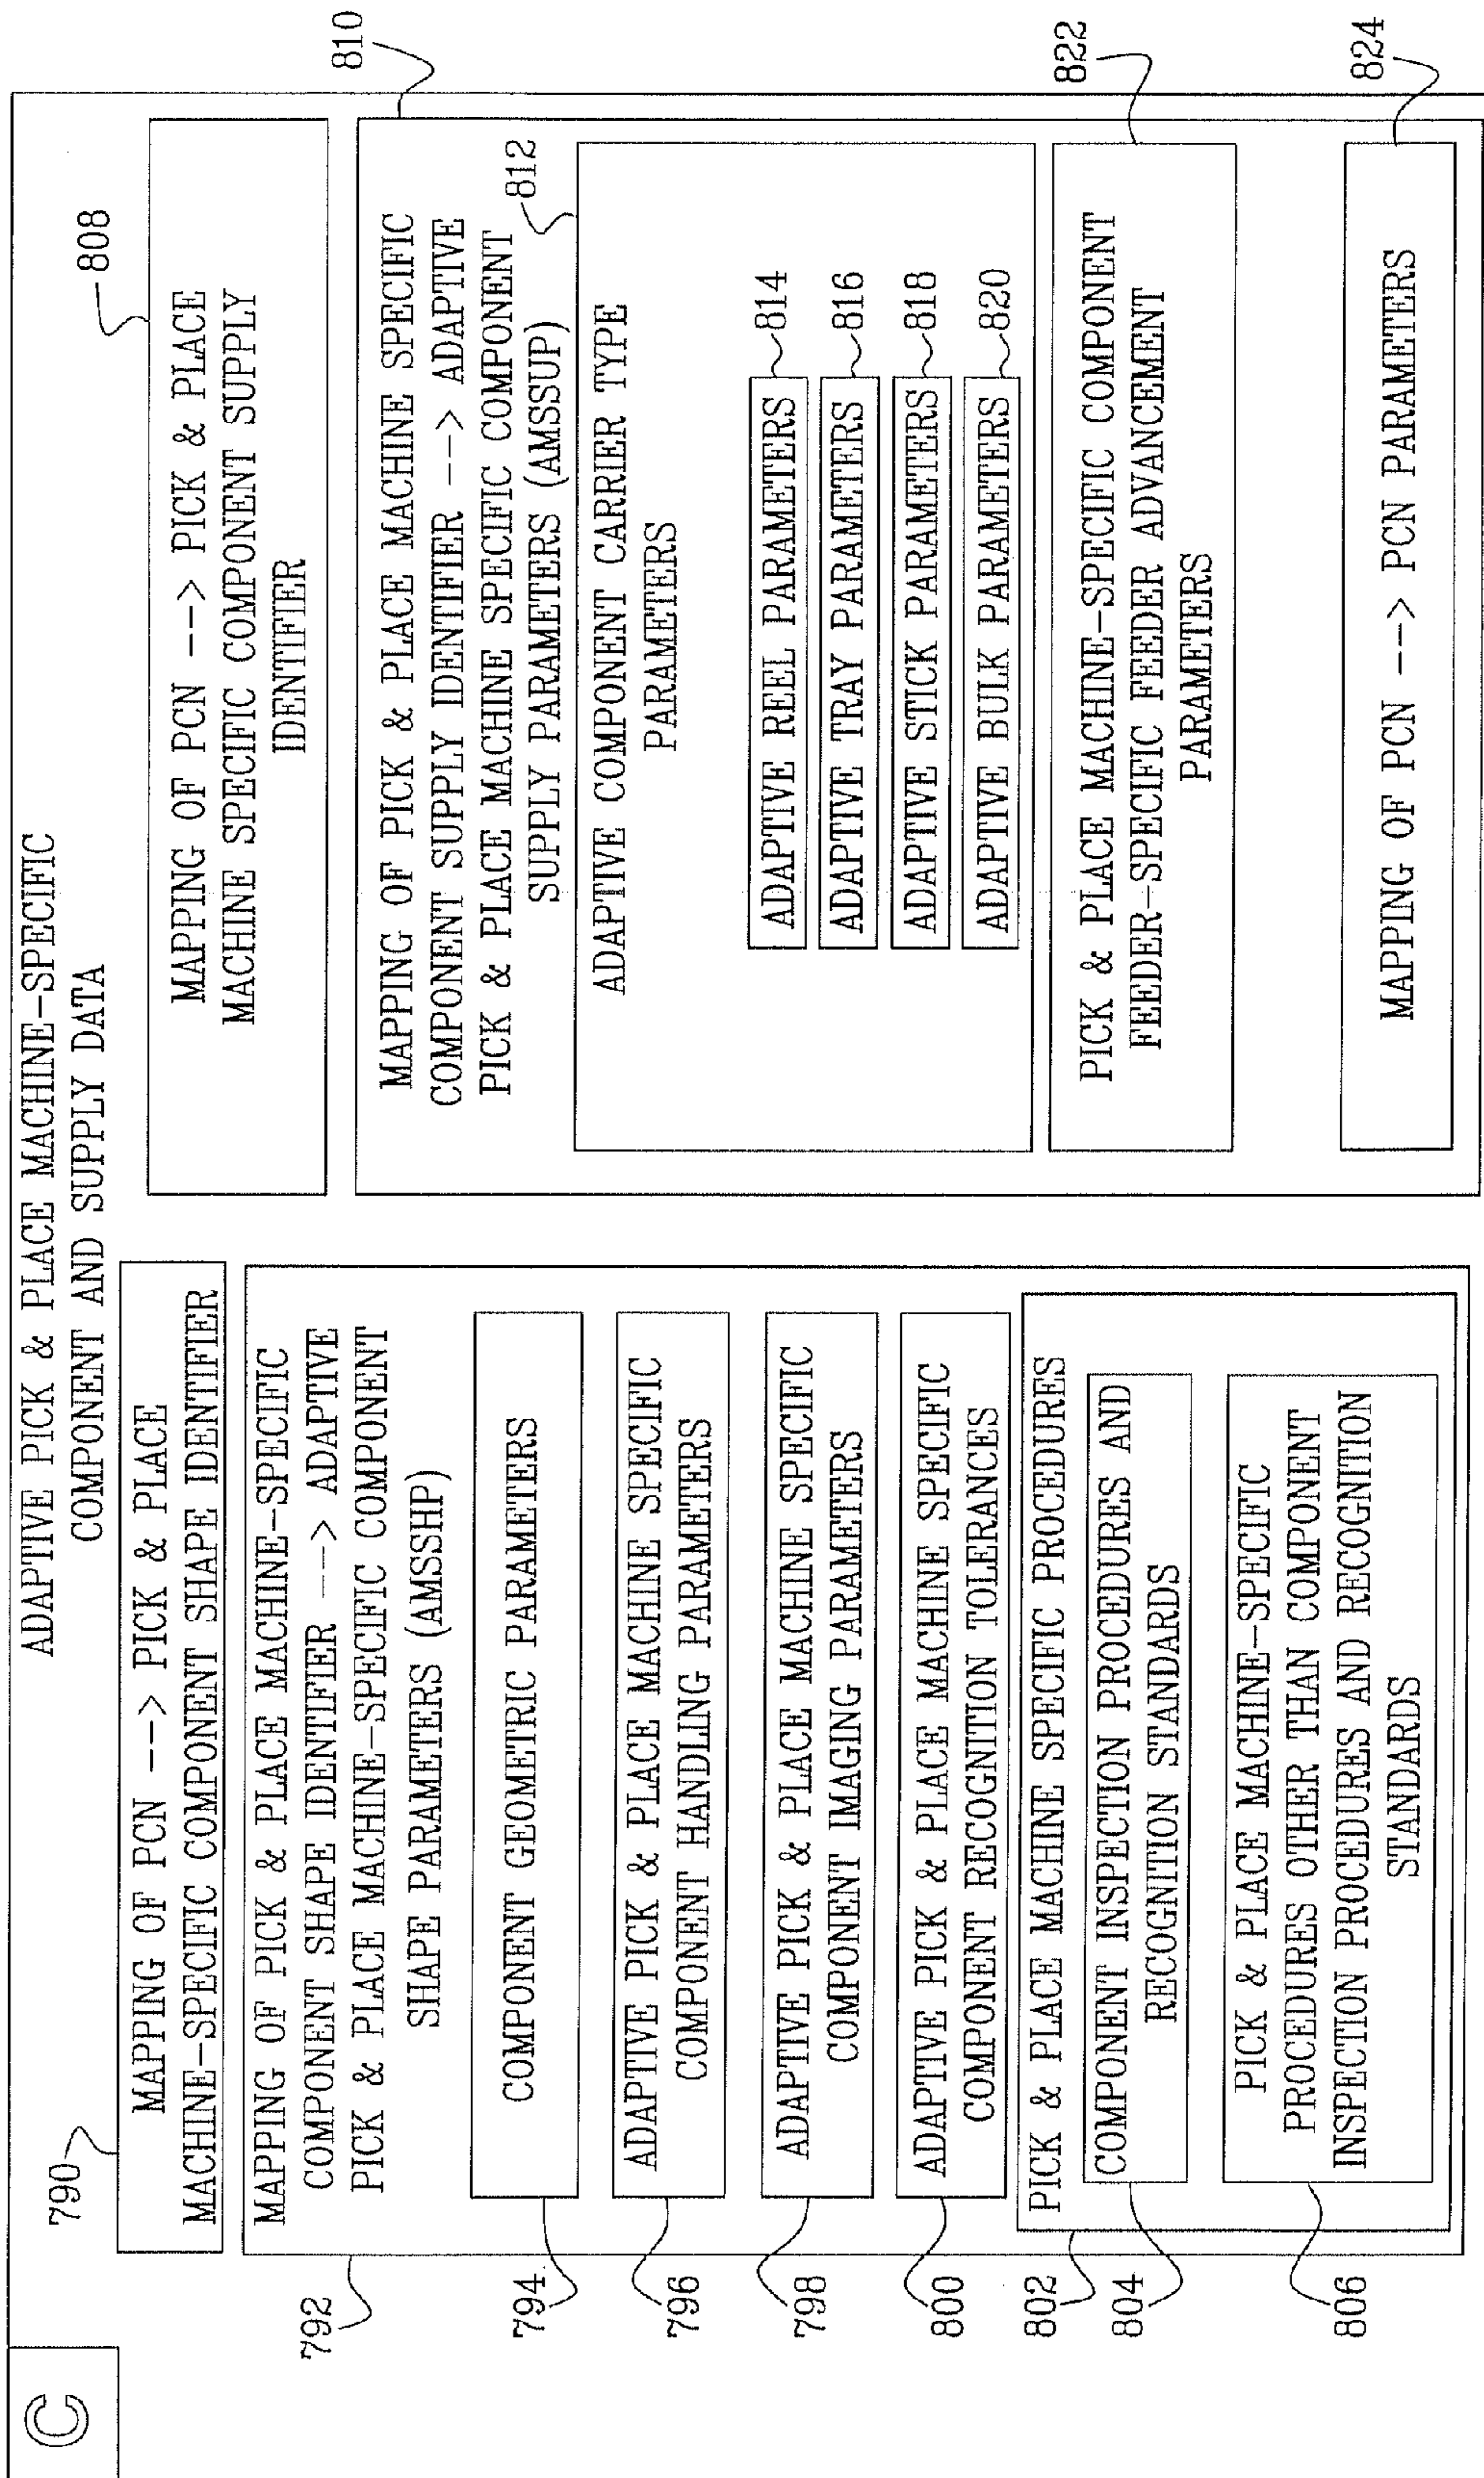 C
ADAPTIVE PICK & PLACE MACHINE-SPECIFIC
COMPONENT AND SUPPLY DATA
790
MAPPING OF PCN --> PICK & PLACE
MACHINE-SPECIFIC COMPONENT SHAPE IDENTIFIER
792
MAPPING OF PICK & PLACE MACHINE-SPECIFIC
COMPONENT SHAPE IDENTIFIER --> ADAPTIVE
PICK & PLACE MACHINE-SPECIFIC COMPONENT
SHAPE PARAMETERS (AMSSHP)
794
COMPONENT GEOMETRIC PARAMETERS
796
ADAPTIVE PICK & PLACE MACHINE SPECIFIC
COMPONENT HANDLING PARAMETERS
798
ADAPTIVE PICK & PLACE MACHINE SPECIFIC
COMPONENT IMAGING PARAMETERS
800
ADAPTIVE PICK & PLACE MACHINE SPECIFIC
COMPONENT RECOGNITION TOLERANCES
802
PICK & PLACE MACHINE SPECIFIC PROCEDURES
804
COMPONENT INSPECTION PROCEDURES AND
RECOGNITION STANDARDS
806
PICK & PLACE MACHINE-SPECIFIC
PROCEDURES OTHER THAN COMPONENT
INSPECTION PROCEDURES AND RECOGNITION
STANDARDS
808
MAPPING OF PCN --> PICK & PLACE
MACHINE SPECIFIC COMPONENT SUPPLY
IDENTIFIER
810
MAPPING OF PICK & PLACE MACHINE SPECIFIC
COMPONENT SUPPLY IDENTIFIER --> ADAPTIVE
PICK & PLACE MACHINE SPECIFIC COMPONENT
SUPPLY PARAMETERS (AMSSUP)
812
ADAPTIVE COMPONENT CARRIER TYPE
PARAMETERS
ADAPTIVE REEL PARAMETERS 814
ADAPTIVE TRAY PARAMETERS 816
ADAPTIVE STICK PARAMETERS 818
ADAPTIVE BULK PARAMETERS 820
822
PICK & PLACE MACHINE-SPECIFIC COMPONENT
FEEDER-SPECIFIC FEEDER ADVANCEMENT
PARAMETERS
824
MAPPING OF PCN --> PCN PARAMETERS